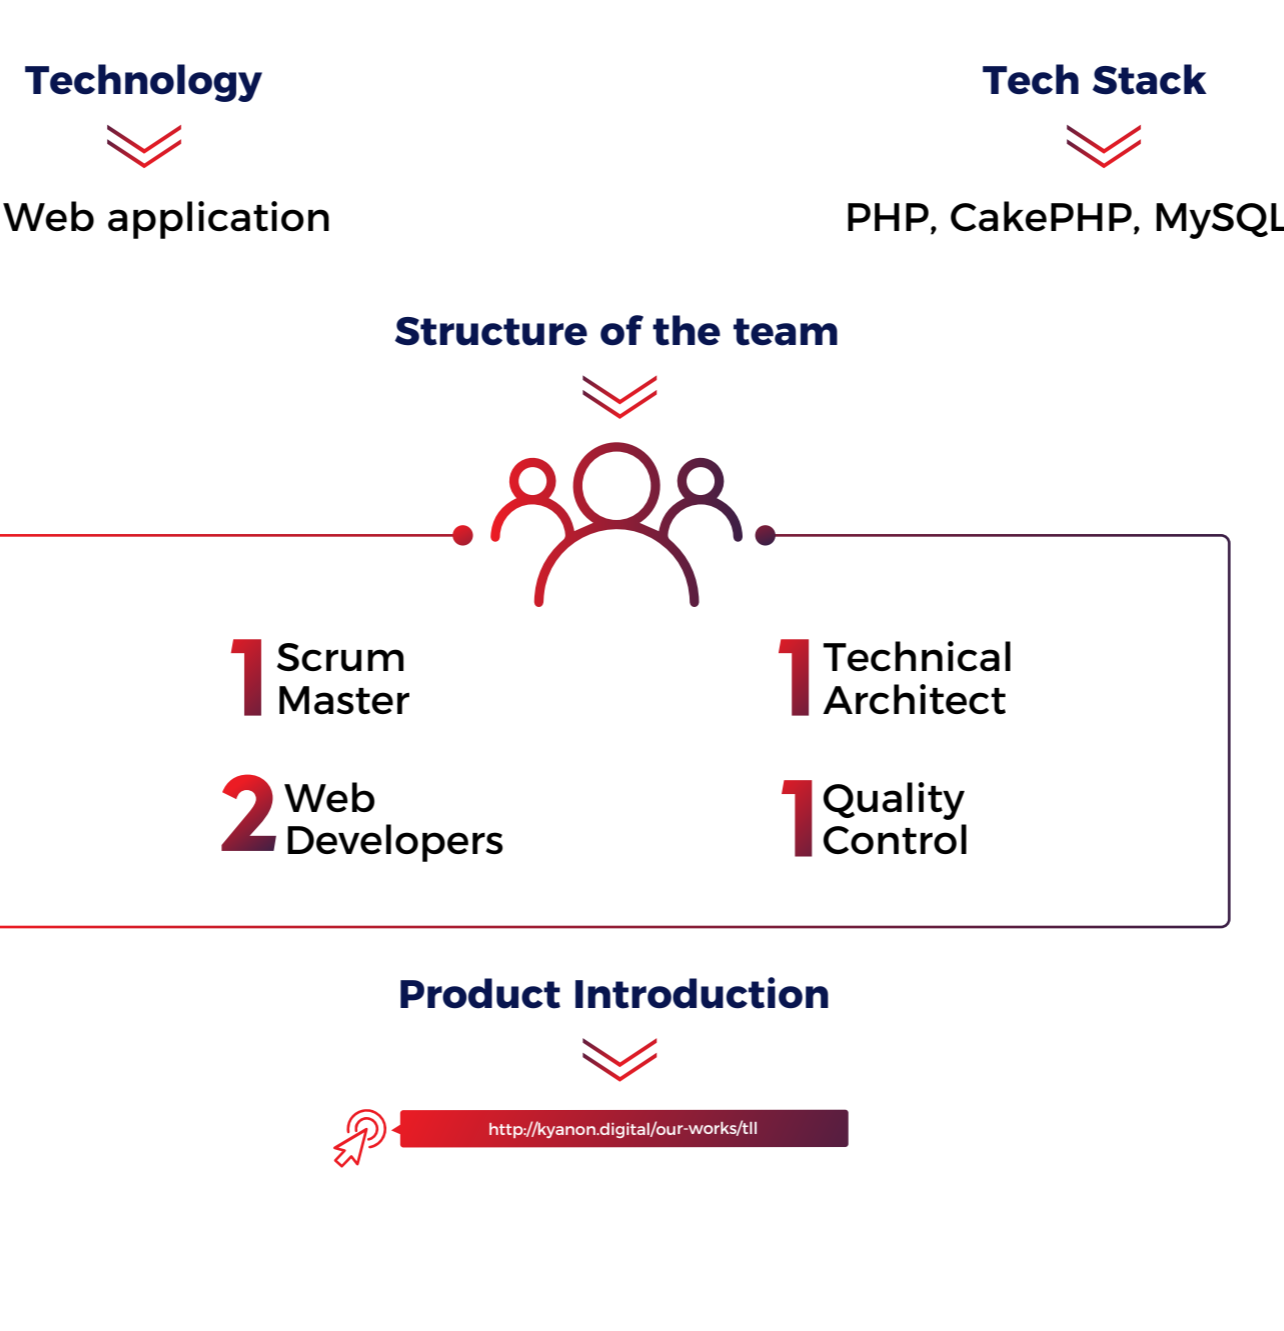 Technology
Tech Stack
Web application
PHP, CakePHP, MySQL
Structure of the team
1 Scrum
Master
1 Technical
Architect
2 Web
Developers
1 Quality
Control
Product Introduction
http://kyanon.digital/our-works/tll